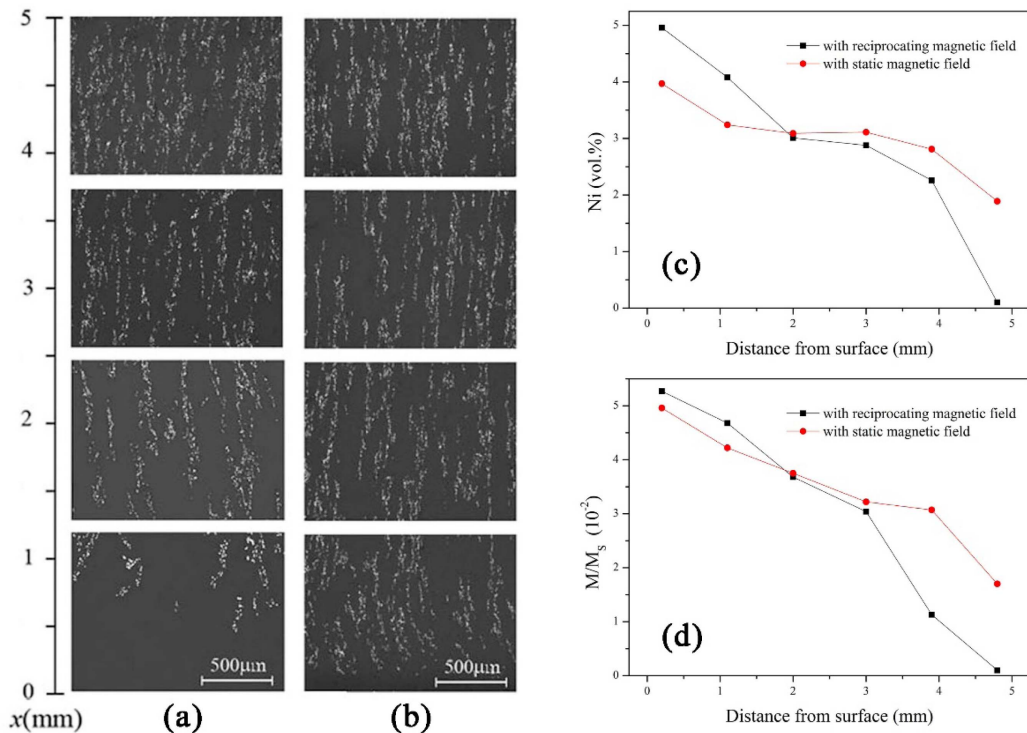 5
4
3
2
1
0
x(mm)
500μm
500μm
(a)
(b)
with reciprocating magnetic field
with static magnetic field
Ni (vol.%)
5
4
3
2
1
0
(c)
0 1 2 3 4 5
Distance from surface (mm)
with reciprocating magnetic field
with static magnetic field
M/M_S (10⁻²)
5
4
3
2
1
0
(d)
0 1 2 3 4 5
Distance from surface (mm)